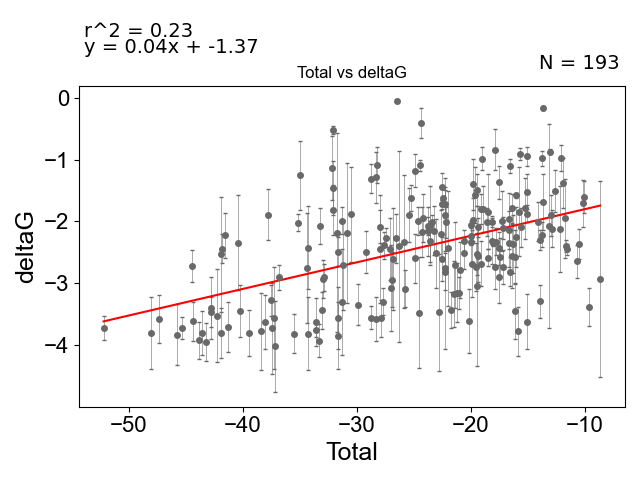 r^2 = 0.23
y = 0.04x + -1.37
N = 193
Total vs deltaG
0
−1
−2
−3
−4
deltaG
−50 −40 −30 −20 −10
Total